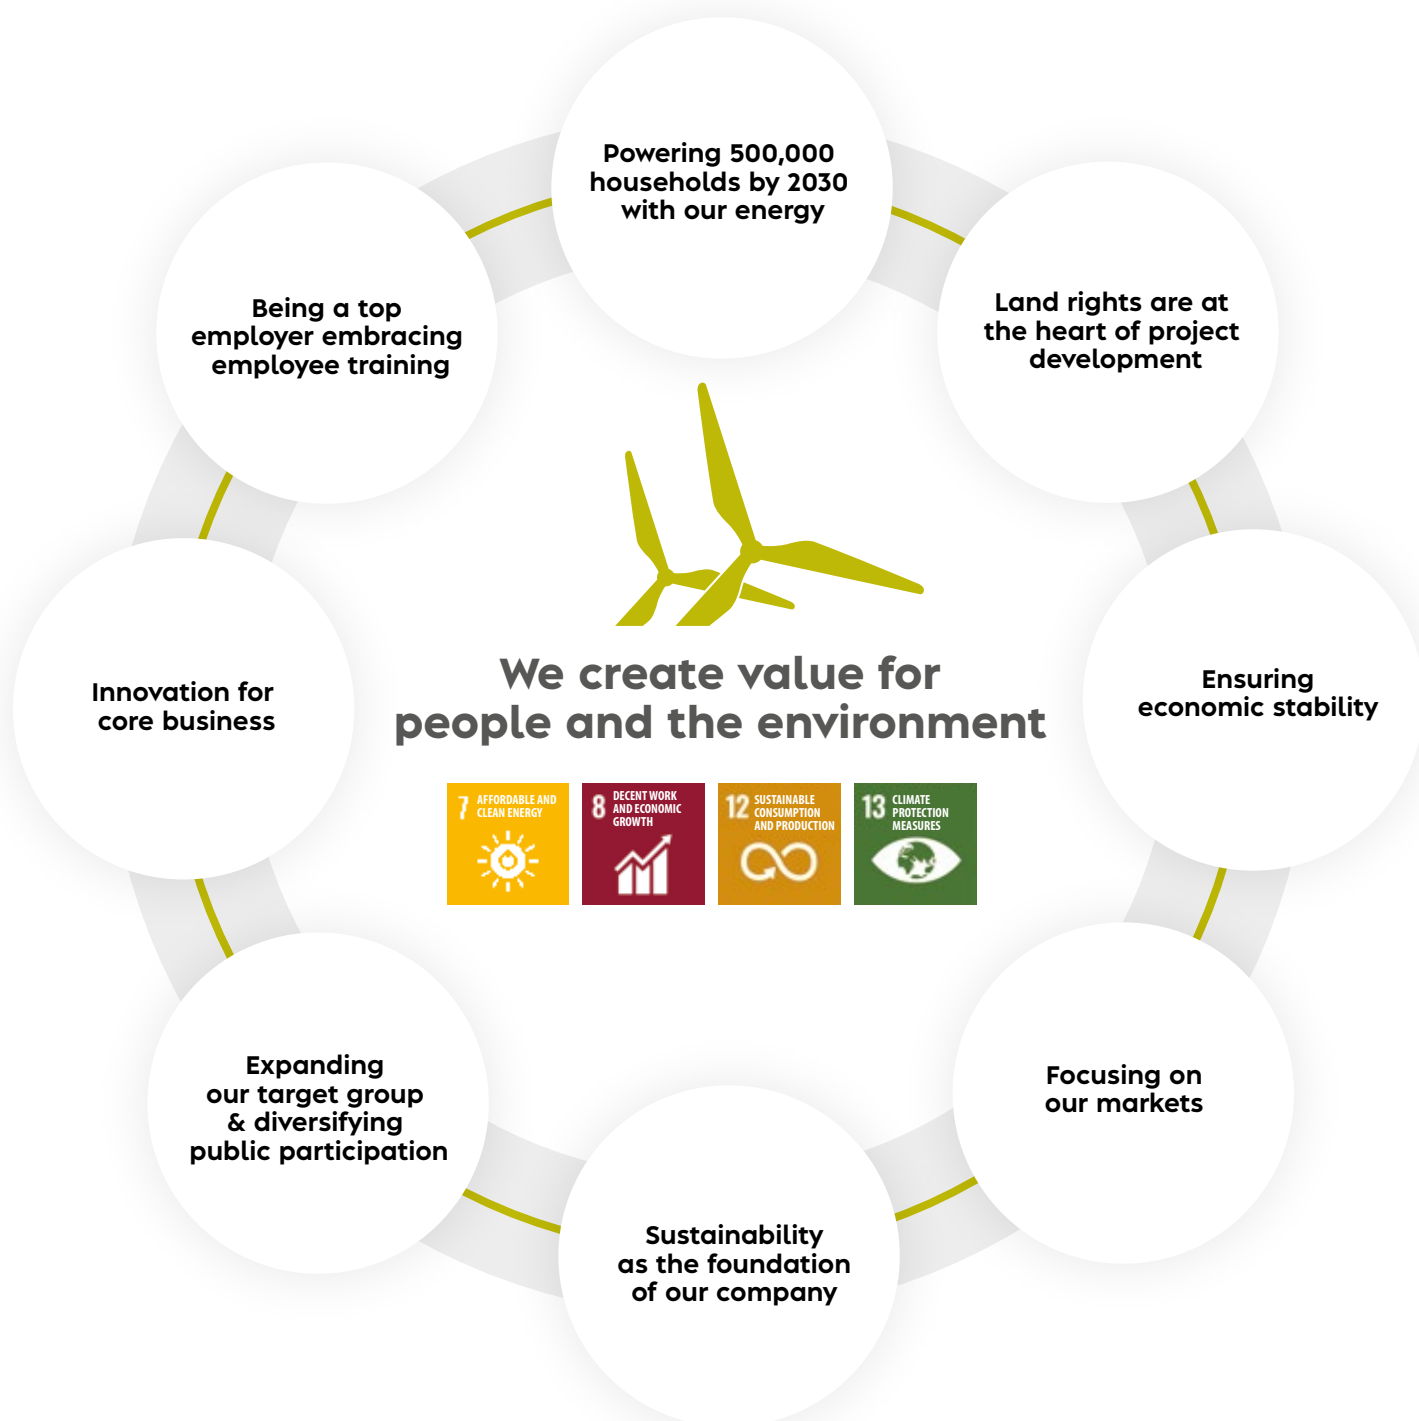 Powering 500,000
households by 2030
with our energy
Land rights are at
the heart of project
development
Ensuring
economic stability
Focusing on
our markets
Sustainability
as the foundation
of our company
Expanding
our target group
& diversifying
public participation
Innovation for
core business
Being a top
employer embracing
employee training
We create value for
people and the environment
7 AFFORDABLE AND
CLEAN ENERGY
8 DECENT WORK
AND ECONOMIC
GROWTH
12 SUSTAINABLE
CONSUMPTION
AND PRODUCTION
13 CLIMATE
PROTECTION
MEASURES